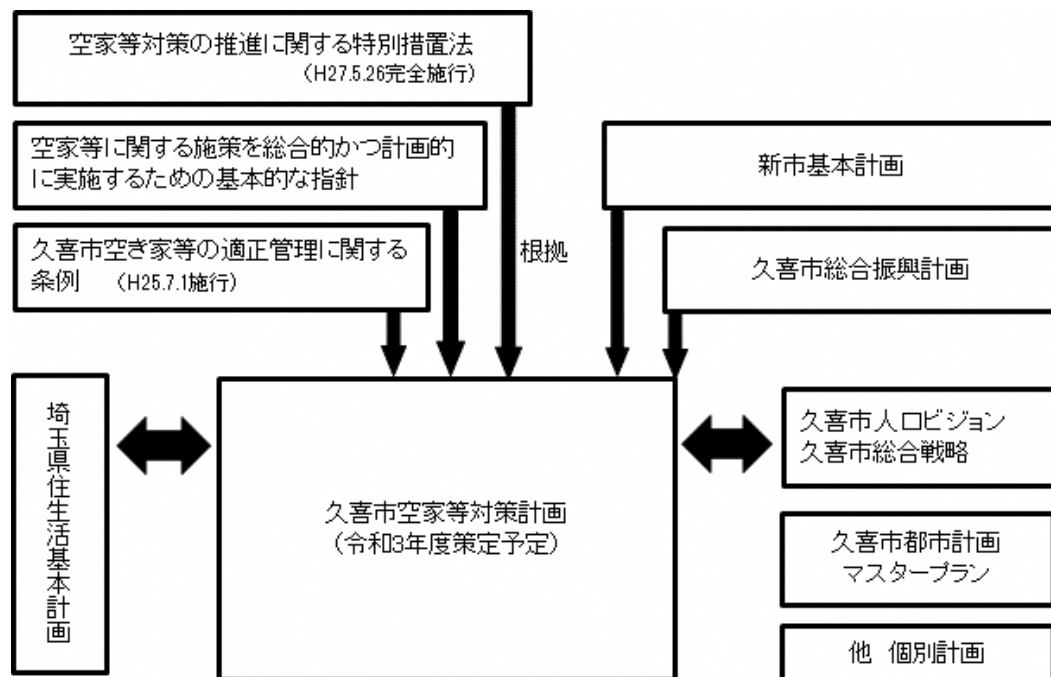 空家等対策の推進に関する特別措置法
（H27.5.26完全施行）
空家等に関する施策を総合的かつ計画的
に実施するための基本的な指針
久喜市空き家等の適正管理に関する
条例　（H25.7.1施行）
根拠
新市基本計画
久喜市総合振興計画
埼玉県住生活基本計画
久喜市空家等対策計画
（令和3年度策定予定）
久喜市人口ビジョン
久喜市総合戦略
久喜市都市計画
マスタープラン
他　個別計画